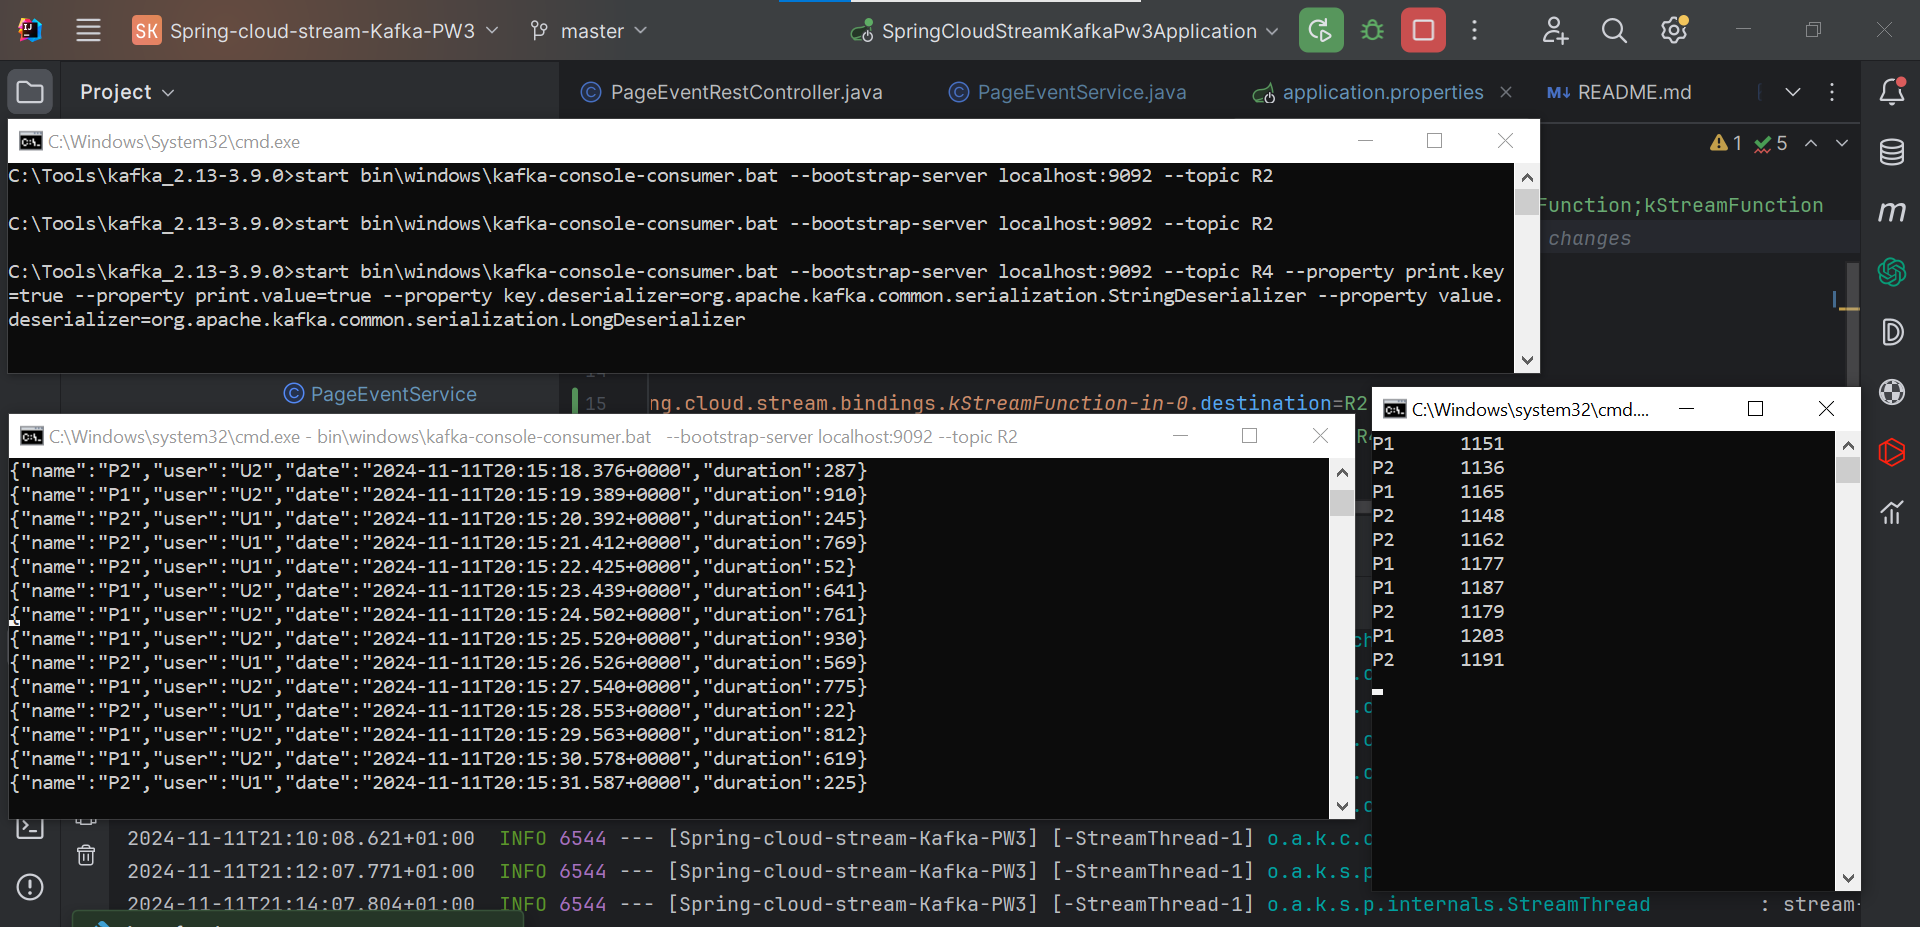 SK Spring-cloud-stream-Kafka-PW3 master SpringCloudStreamKafkaPw3Application
Project PageEventRestController.java PageEventService.java application.properties README.md
C:\Windows\System32\cmd.exe
1 5
C:\Tools\kafka_2.13-3.9.0>start bin\windows\kafka-console-consumer.bat --bootstrap-server localhost:9092 --topic R2
Function;kStreamFunction
C:\Tools\kafka_2.13-3.9.0>start bin\windows\kafka-console-consumer.bat --bootstrap-server localhost:9092 --topic R2
changes
C:\Tools\kafka_2.13-3.9.0>start bin\windows\kafka-console-consumer.bat --bootstrap-server localhost:9092 --topic R4 --property print.key
=true --property print.value=true --property key.deserializer=org.apache.kafka.common.serialization.StringDeserializer --property value.
deserializer=org.apache.kafka.common.serialization.LongDeserializer
PageEventService
15 ng.cloud.stream.bindings.kStreamFunction-in-0.destination=R2
C:\Windows\system32\cmd.exe - bin\windows\kafka-console-consumer.bat --bootstrap-server localhost:9092 --topic R2
{"name":"P2","user":"U2","date":"2024-11-11T20:15:18.376+0000","duration":287}
{"name":"P1","user":"U2","date":"2024-11-11T20:15:19.389+0000","duration":910}
{"name":"P2","user":"U1","date":"2024-11-11T20:15:20.392+0000","duration":245}
{"name":"P2","user":"U1","date":"2024-11-11T20:15:21.412+0000","duration":769}
{"name":"P2","user":"U1","date":"2024-11-11T20:15:22.425+0000","duration":52}
{"name":"P1","user":"U2","date":"2024-11-11T20:15:23.439+0000","duration":641}
{"name":"P1","user":"U2","date":"2024-11-11T20:15:24.502+0000","duration":761}
{"name":"P1","user":"U2","date":"2024-11-11T20:15:25.520+0000","duration":930}
{"name":"P2","user":"U1","date":"2024-11-11T20:15:26.526+0000","duration":569}
{"name":"P1","user":"U2","date":"2024-11-11T20:15:27.540+0000","duration":775}
{"name":"P2","user":"U1","date":"2024-11-11T20:15:28.553+0000","duration":22}
{"name":"P1","user":"U2","date":"2024-11-11T20:15:29.563+0000","duration":812}
{"name":"P1","user":"U2","date":"2024-11-11T20:15:30.578+0000","duration":619}
{"name":"P2","user":"U1","date":"2024-11-11T20:15:31.587+0000","duration":225}
C:\Windows\system32\cmd....
P1 1151
P2 1136
P1 1165
P2 1148
P2 1162
P1 1177
P1 1187
P2 1179
P1 1203
P2 1191
2024-11-11T21:10:08.621+01:00 INFO 6544 --- [Spring-cloud-stream-Kafka-PW3] [-StreamThread-1] o.a.k.c.c
2024-11-11T21:12:07.771+01:00 INFO 6544 --- [Spring-cloud-stream-Kafka-PW3] [-StreamThread-1] o.a.k.s.p
2024-11-11T21:14:07.804+01:00 INFO 6544 --- [Spring-cloud-stream-Kafka-PW3] [-StreamThread-1] o.a.k.s.p.internals.StreamThread : stream-